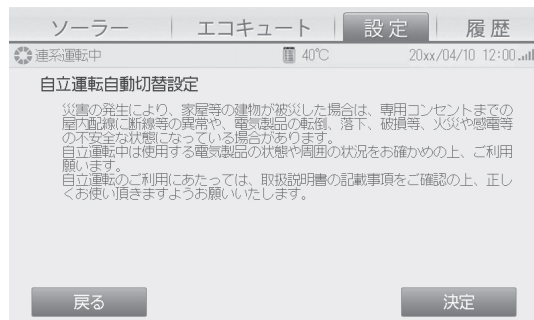 ソーラー エコキュート 設定 履歴
連系運転中 40℃ 20xx/04/10 12:00
自立運転自動切替設定
災害の発生により、家屋等の建物が被災した場合は、専用コンセントまでの
屋内配線に断線等の異常や、電気製品の転倒、落下、破損等、火災や感電等
の不安全な状態になっている場合があります。
自立運転中は使用する電気製品の状態や周囲の状況をお確かめの上、ご利用
願います。
自立運転のご利用にあたっては、取扱説明書の記載事項をご確認の上、正し
くお使い頂きますようお願いいたします。
戻る 決定